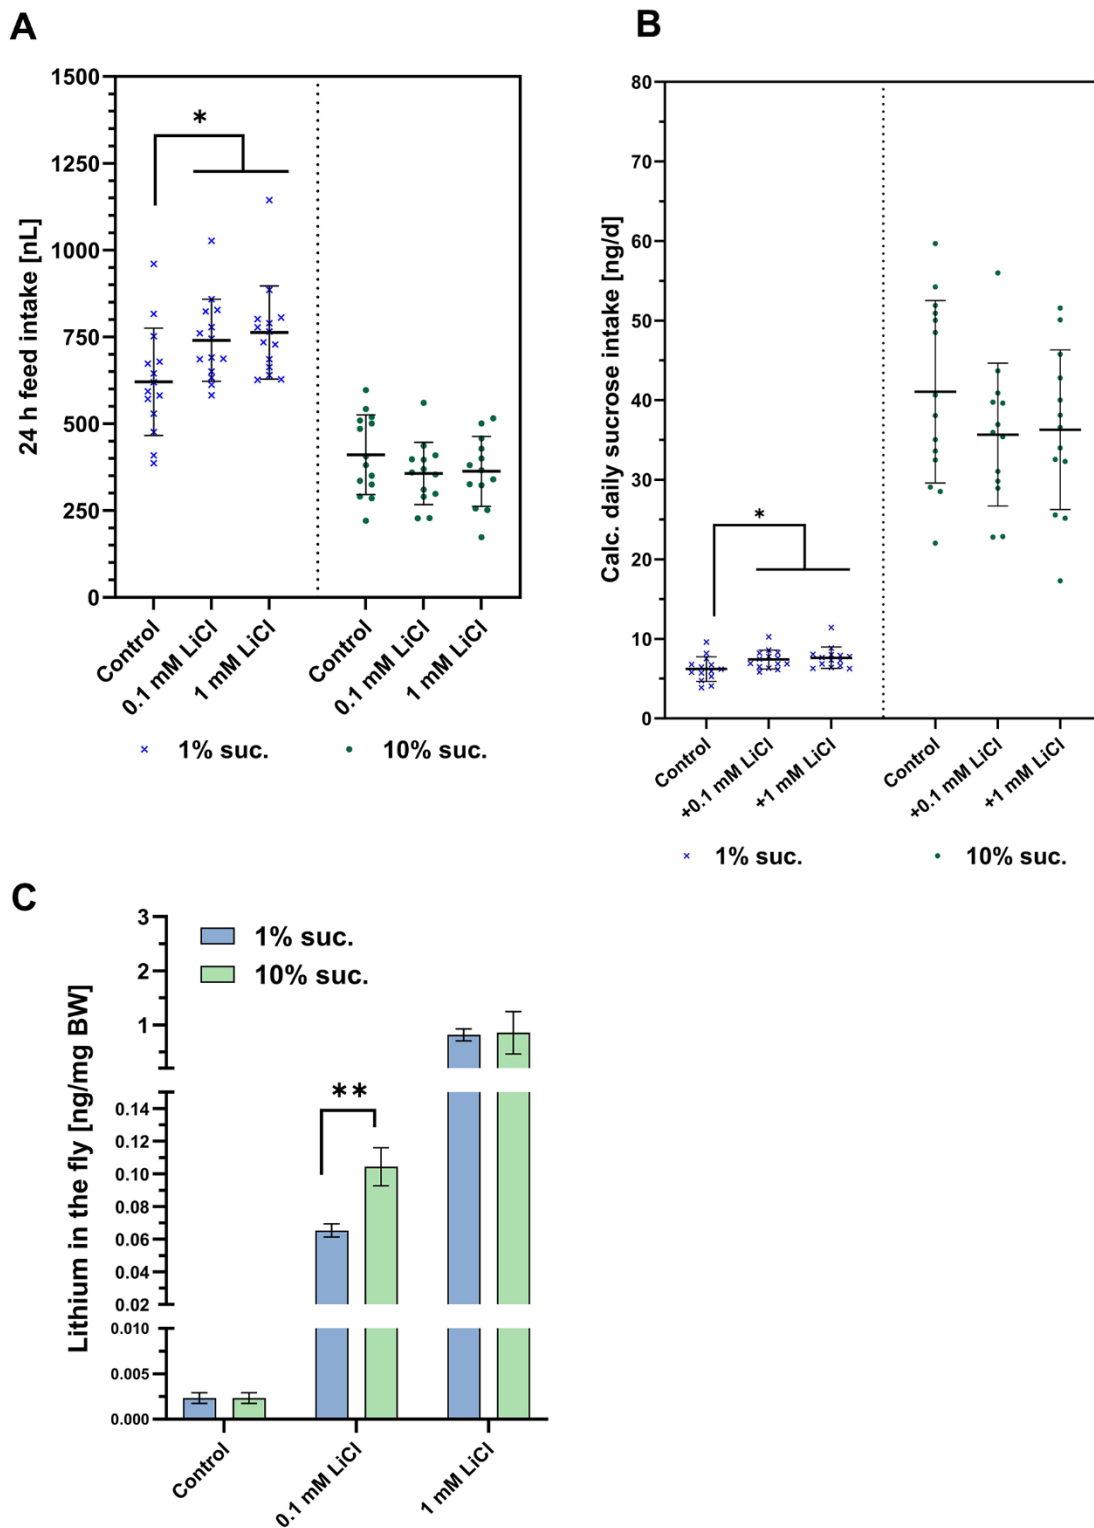 A
24 h feed intake [nL]
1500
1250
1000
750
500
250
0
*
Control
0.1 mM LiCl
1 mM LiCl
Control
0.1 mM LiCl
1 mM LiCl
× 1% suc.
10% suc.
B
Calc. daily sucrose intake [ng/d]
80
70
60
50
40
30
20
10
0
*
Control
+0.1 mM LiCl
+1 mM LiCl
Control
+0.1 mM LiCl
+1 mM LiCl
× 1% suc.
10% suc.
C
Lithium in the fly [ng/mg BW]
3
2
1
0.14
0.12
0.10
0.08
0.06
0.04
0.02
0.010
0.005
0.000
1% suc.
10% suc.
**
Control
0.1 mM LiCl
1 mM LiCl